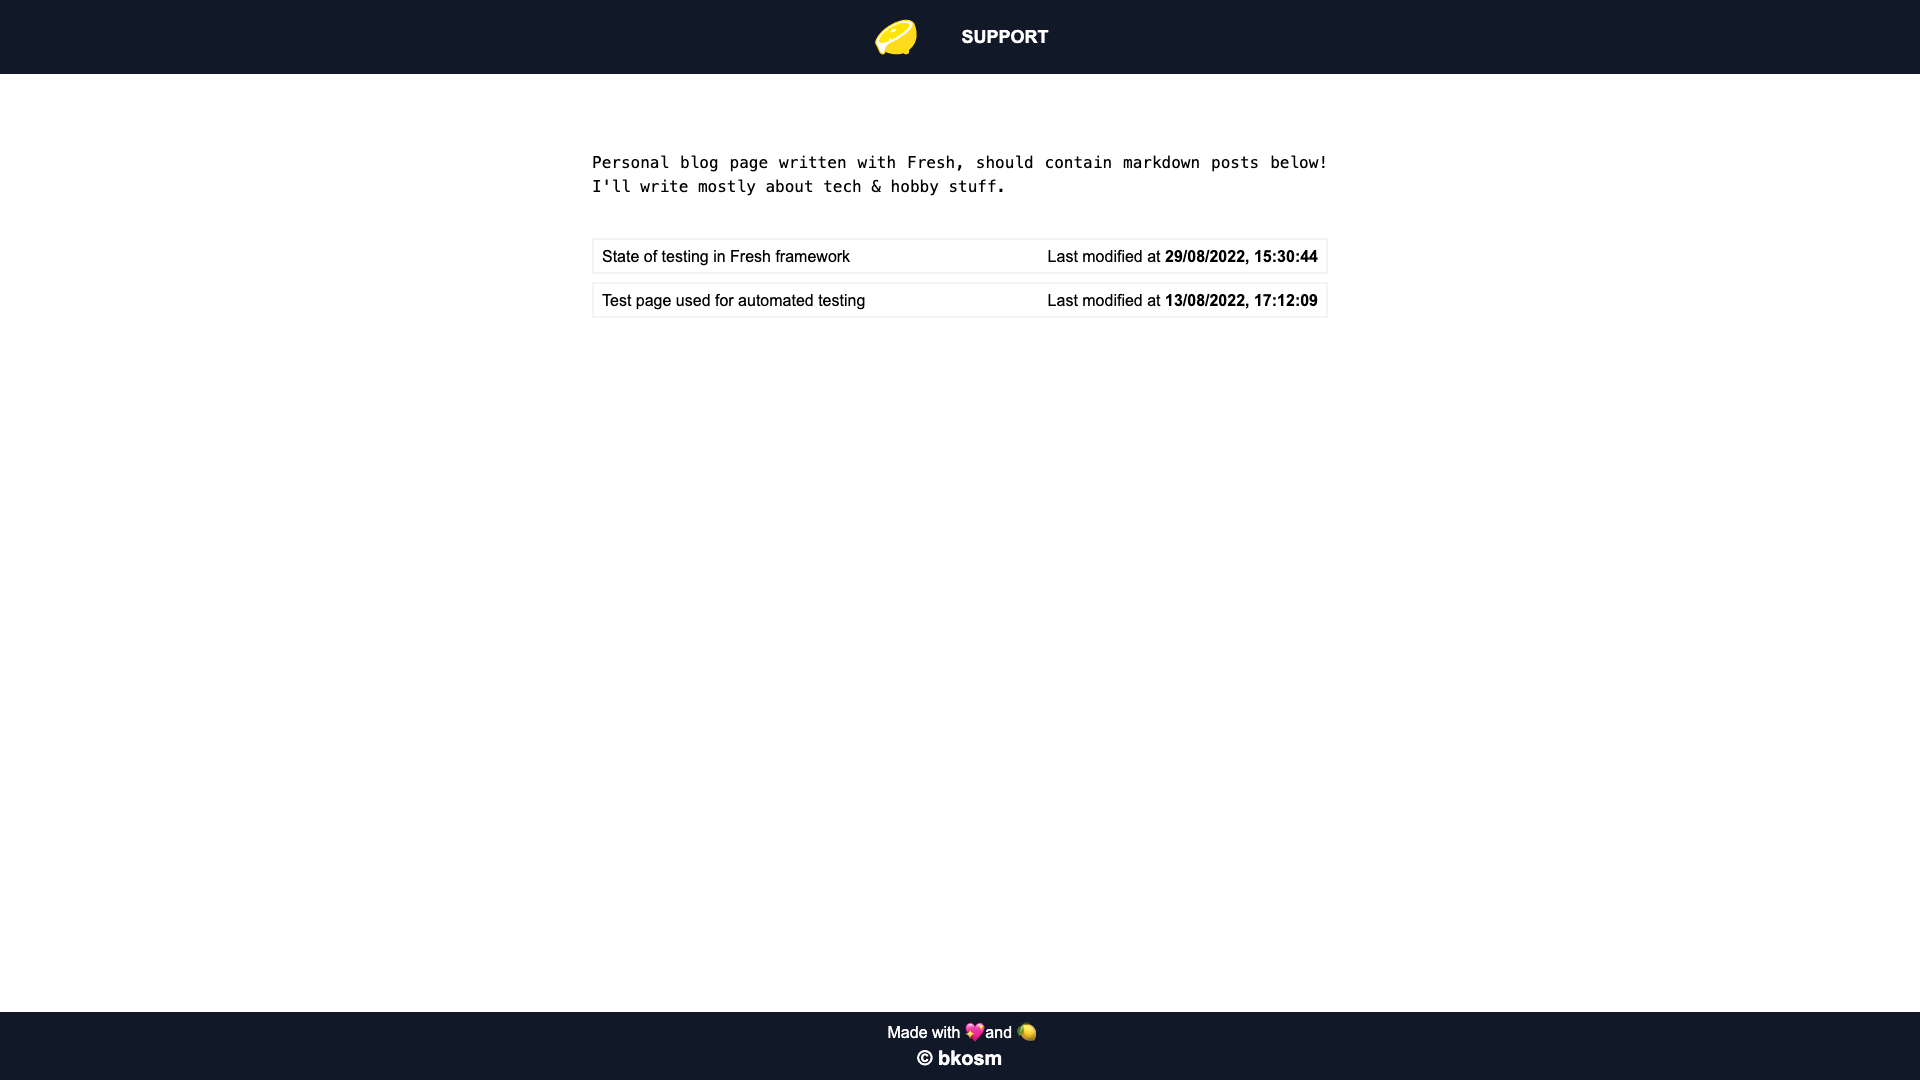 SUPPORT
Personal blog page written with Fresh, should contain markdown posts below!
I'll write mostly about tech & hobby stuff.
State of testing in Fresh framework Last modified at 29/08/2022, 15:30:44
Test page used for automated testing Last modified at 13/08/2022, 17:12:09
Made with 💖and 🍋
© bkosm